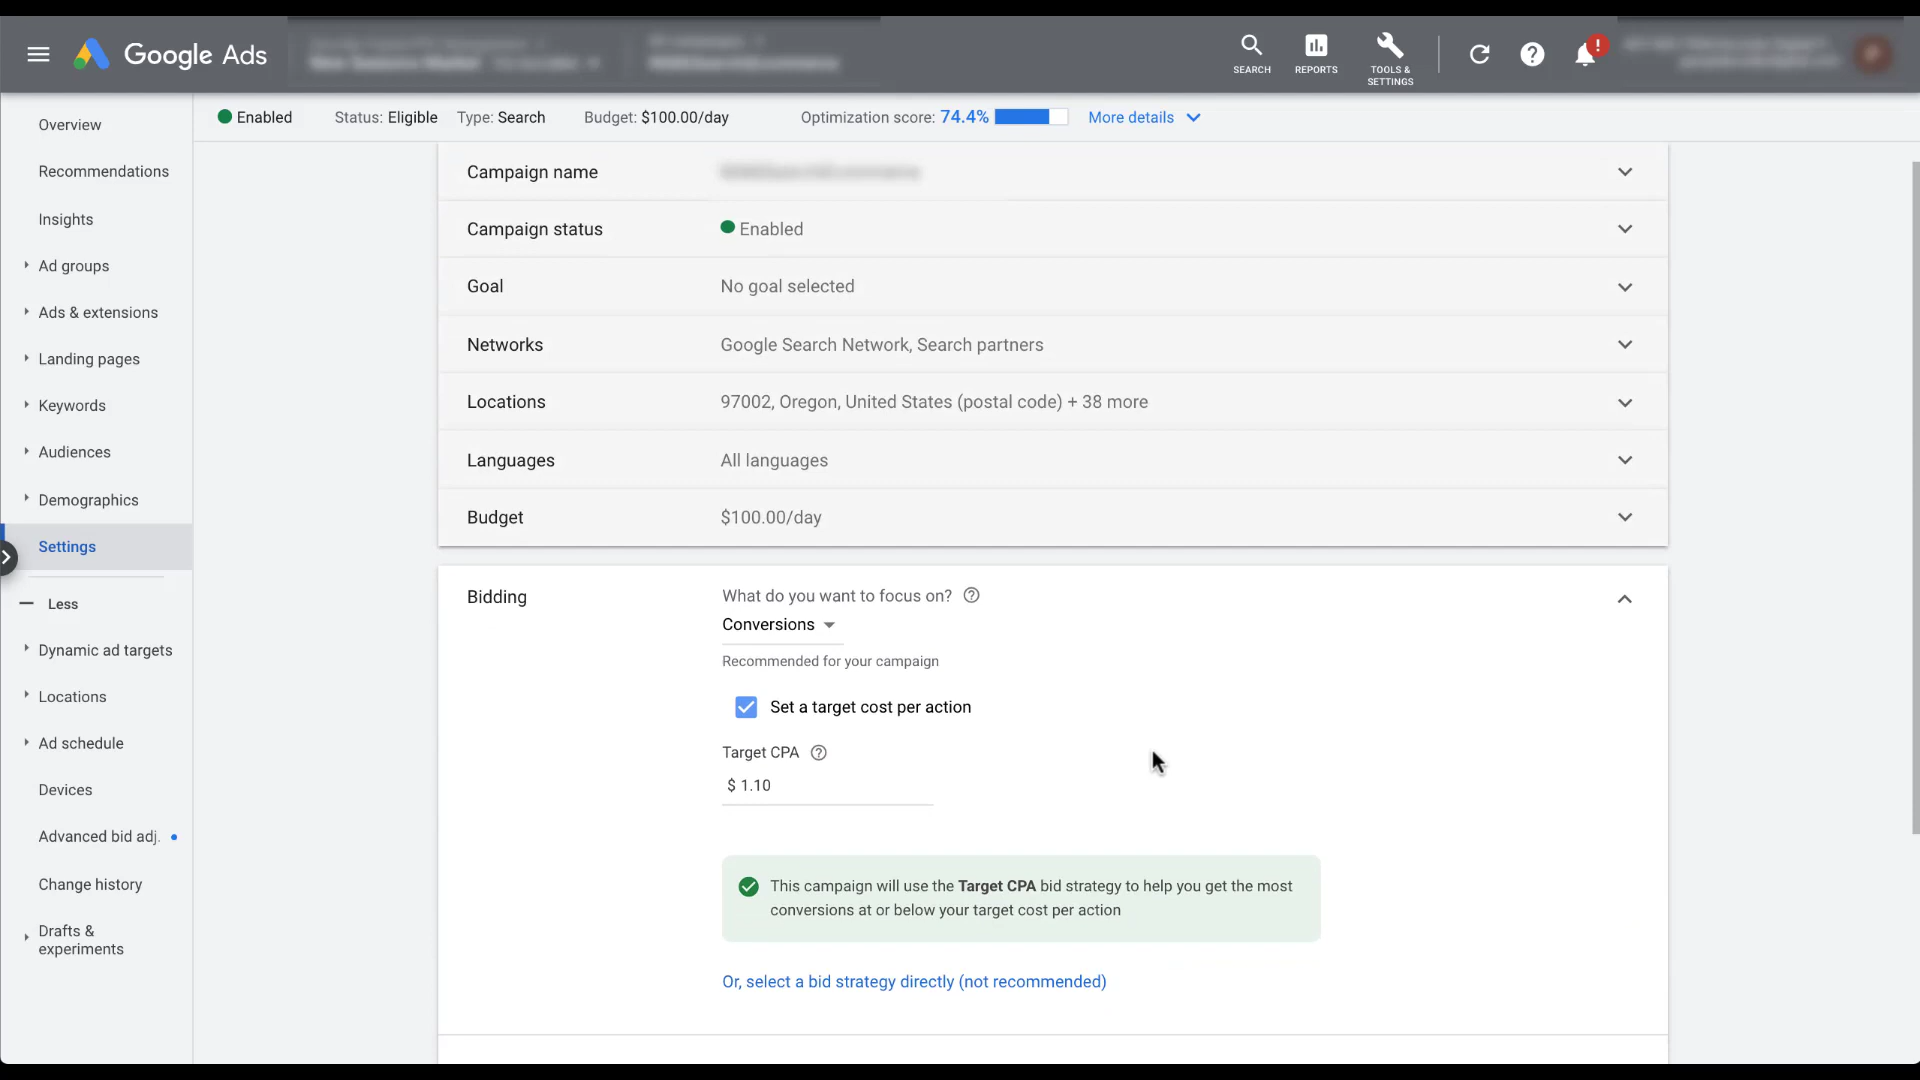 Google Ads
SEARCH
REPORTS
TOOLS &
SETTINGS
!
Enabled
Status: Eligible
Type: Search
Budget: $100.00/day
Optimization score: 74.4%
More details
Overview
Recommendations
Insights
Ad groups
Ads & extensions
Landing pages
Keywords
Audiences
Demographics
Settings
Less
Dynamic ad targets
Locations
Ad schedule
Devices
Advanced bid adj.
Change history
Drafts &
experiments
Campaign name
Campaign status
Enabled
Goal
No goal selected
Networks
Google Search Network, Search partners
Locations
97002, Oregon, United States (postal code) + 38 more
Languages
All languages
Budget
$100.00/day
Bidding
What do you want to focus on?
Conversions
Recommended for your campaign
Set a target cost per action
Target CPA
$ 1.10
This campaign will use the Target CPA bid strategy to help you get the most
conversions at or below your target cost per action
Or, select a bid strategy directly (not recommended)